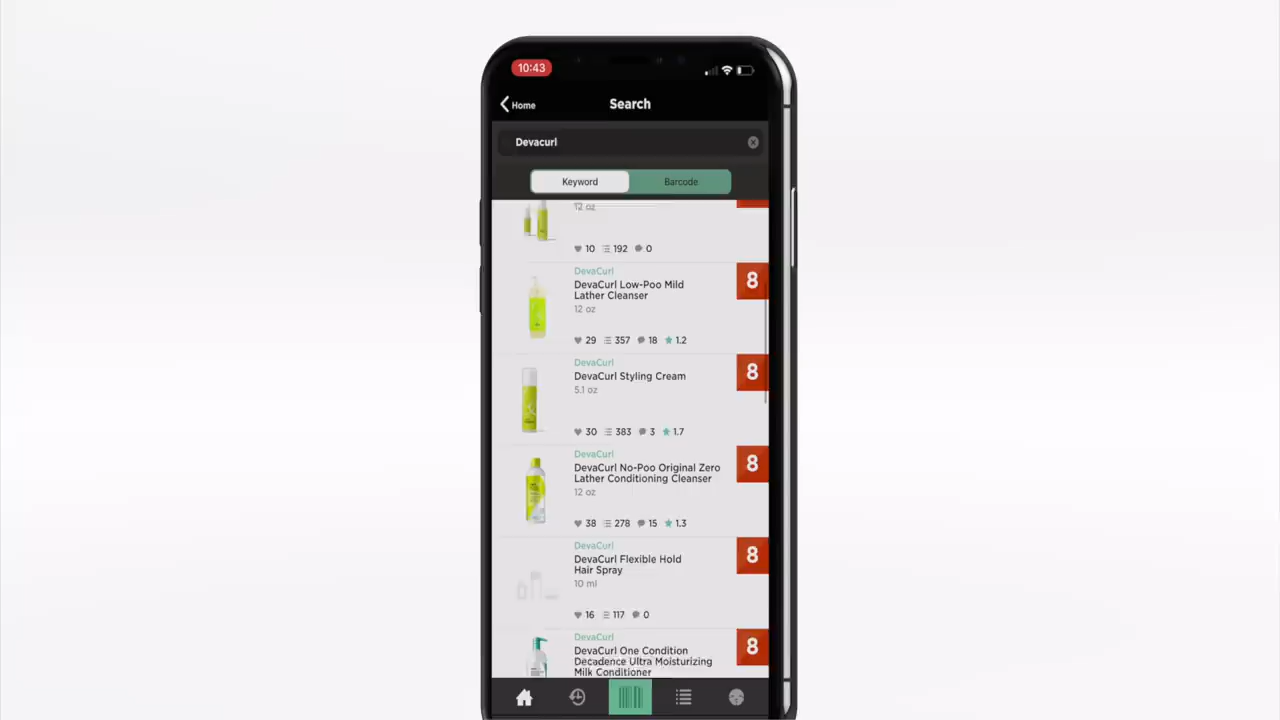 10:43
Home
Search
Devacurl
Keyword
Barcode
12 oz
10 192 0
DevaCurl
DevaCurl Low-Poo Mild
Lather Cleanser
8
12 oz
29 357 18 1.2
DevaCurl
DevaCurl Styling Cream
8
5.1 oz
30 383 3 1.7
DevaCurl
DevaCurl No-Poo Original Zero
Lather Conditioning Cleanser
8
12 oz
38 278 15 1.3
DevaCurl
DevaCurl Flexible Hold
Hair Spray
8
10 ml
16 117 0
DevaCurl
DevaCurl One Condition
Decadence Ultra Moisturizing
Milk Conditioner
8